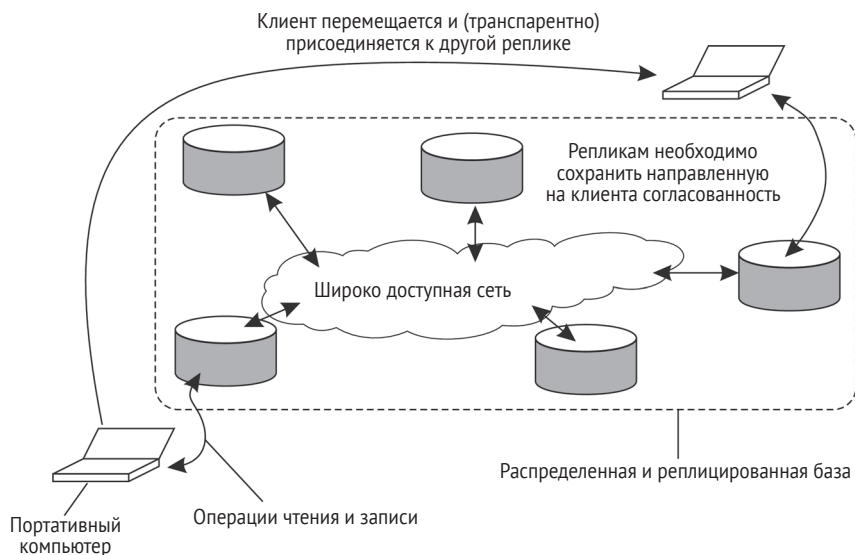 Клиент перемещается и (транспарентно)
присоединяется к другой реплике
Репликам необходимо
сохранить направленную
на клиента согласованность
Широко доступная сеть
Распределенная и реплицированная база
Операции чтения и записи
Портативный
компьютер